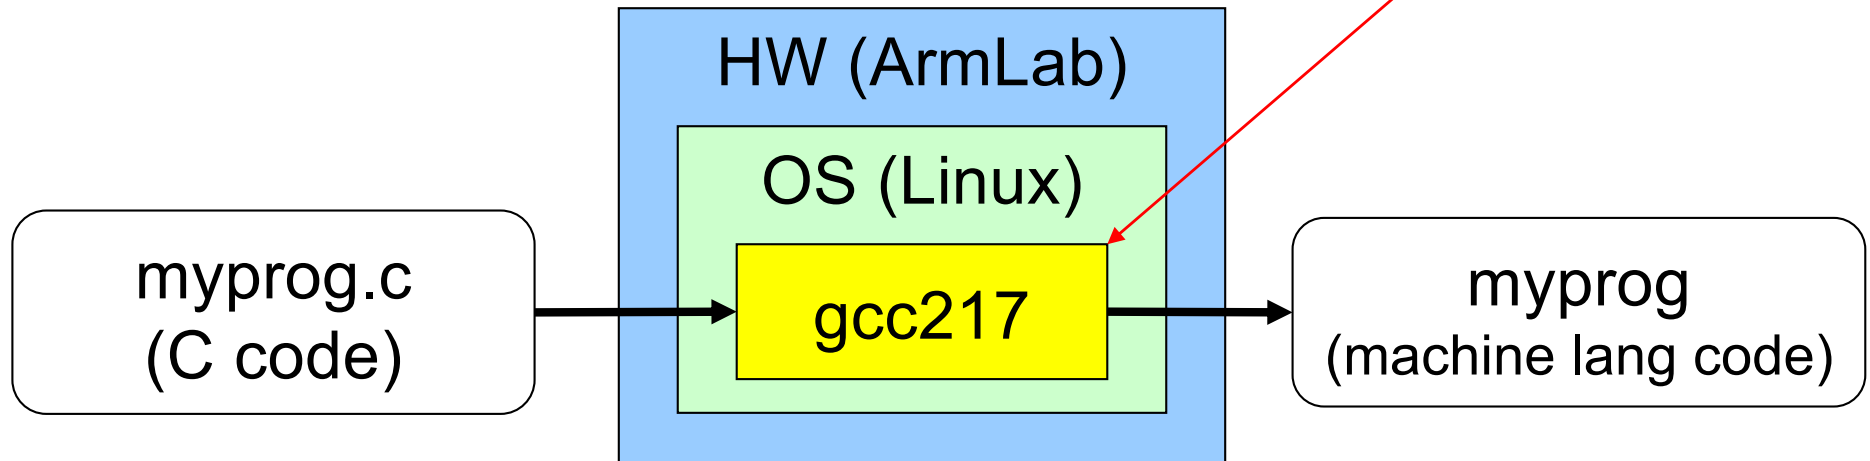 HW (ArmLab)
OS (Linux)
myprog.c
(C code)
gcc217
myprog
(machine lang code)